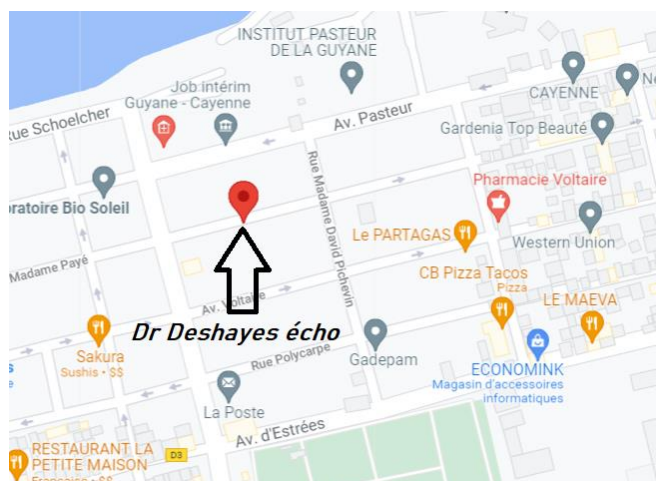 INSTITUT PASTEUR
DE LA GUYANE
Job intérim
Guyane - Cayenne
CAYENNE
Ne
ue Schoelcher
Av. Pasteur
Gardenia Top Beauté
oratoire Bio Soleil
Rue Madame David Pichevin
Pharmacie Voltaire
Le PARTAGAS
Western Union
Madame Payé
Av. Voltaire
CB Pizza Tacos
Pizza
LE MAEVA
Dr Deshayes écho
Sakura
Sushis • $$
Rue Polycarpe
Gadepam
ECONOMINK
Magasin d'accessoires
informatiques
La Poste
Av. d'Estrées
RESTAURANT LA
PETITE MAISON
Française • $$
D3